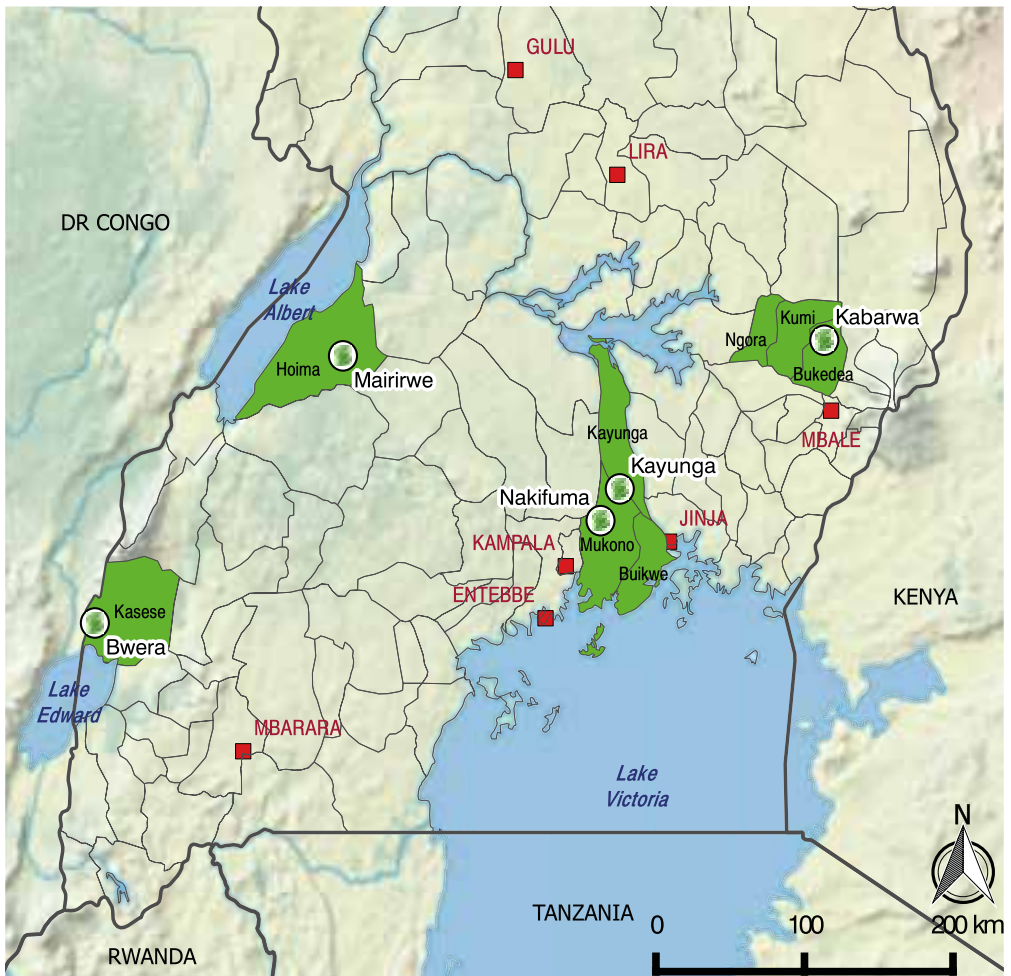 GULU
LIRA
DR CONGO
Lake
Albert
Kumi
Kabarwa
Ngora
Hoima
Mairirwe
Bukedea
MBALE
Kayunga
Kayunga
Nakifuma
JINJA
KAMPALA
Mukono
Buikwe
ENTEBBE
KENYA
Kasese
Bwera
Lake
Edward
MBARARA
Lake
Victoria
N
TANZANIA
0 100 200 km
RWANDA